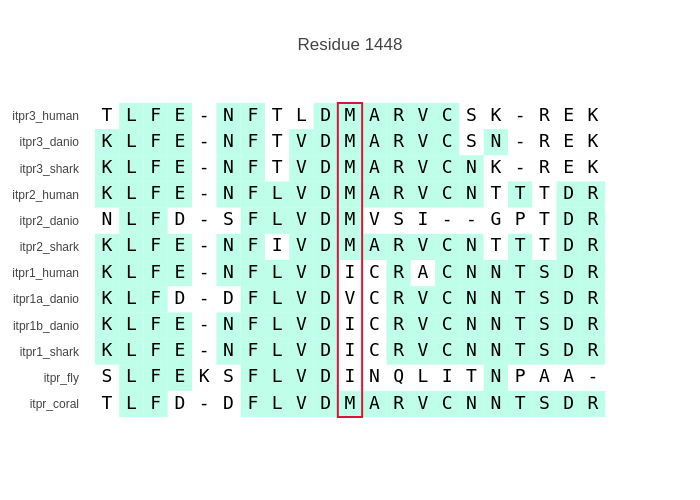 Residue 1448
itpr3_human T L F E - N F T L D M A R V C S K - R E K
itpr3_danio K L F E - N F T V D M A R V C S N - R E K
itpr3_shark K L F E - N F T V D M A R V C N K - R E K
itpr2_human K L F E - N F L V D M A R V C N T T T D R
itpr2_danio N L F D - S F L V D M V S I - - G P T D R
itpr2_shark K L F E - N F I V D M A R V C N T T T D R
itpr1_human K L F E - N F L V D I C R A C N N T S D R
itpr1a_danio K L F D - D F L V D V C R V C N N T S D R
itpr1b_danio K L F E - N F L V D I C R V C N N T S D R
itpr1_shark K L F E - N F L V D I C R V C N N T S D R
itpr_fly S L F E K S F L V D I N Q L I T N P A A -
itpr_coral T L F D - D F L V D M A R V C N N T S D R